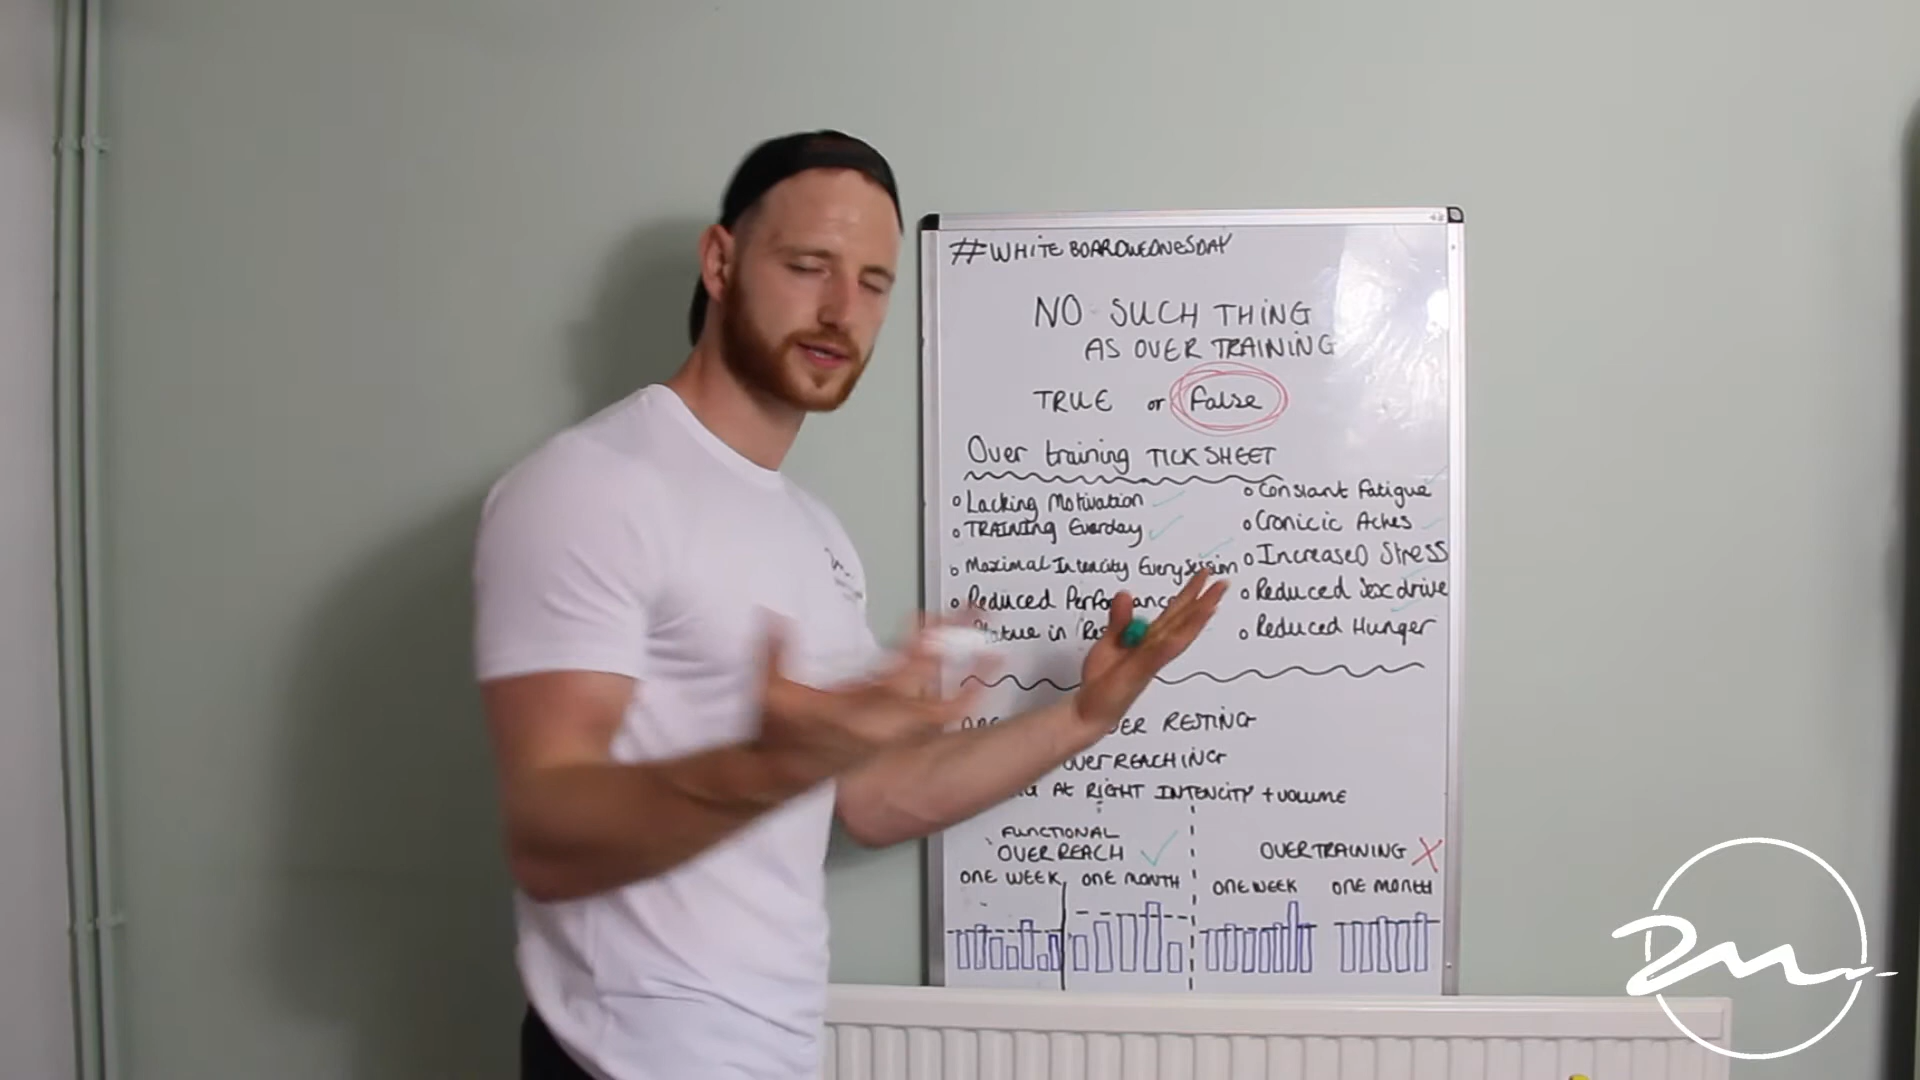 #WHITEBOARDWEDNESDAY
NO SUCH THING
AS OVER TRAINING
TRUE or False
Over training TICK SHEET
Lacking Motivation
TRAINING Everday
Maximal Intencity Every Session
Reduced Performance
in
Constant Fatigue
Cronicic Aches
Increased Stress
Reduced Sex drive
Reduced Hunger
RESTING
OVERREACHING
At RIGHT INTENCITY + VOLUME
FUNCTIONAL
OVER REACH
ONE WEEK
ONE MONTH
OVERTRAINING X
ONE WEEK
ONE MONTH